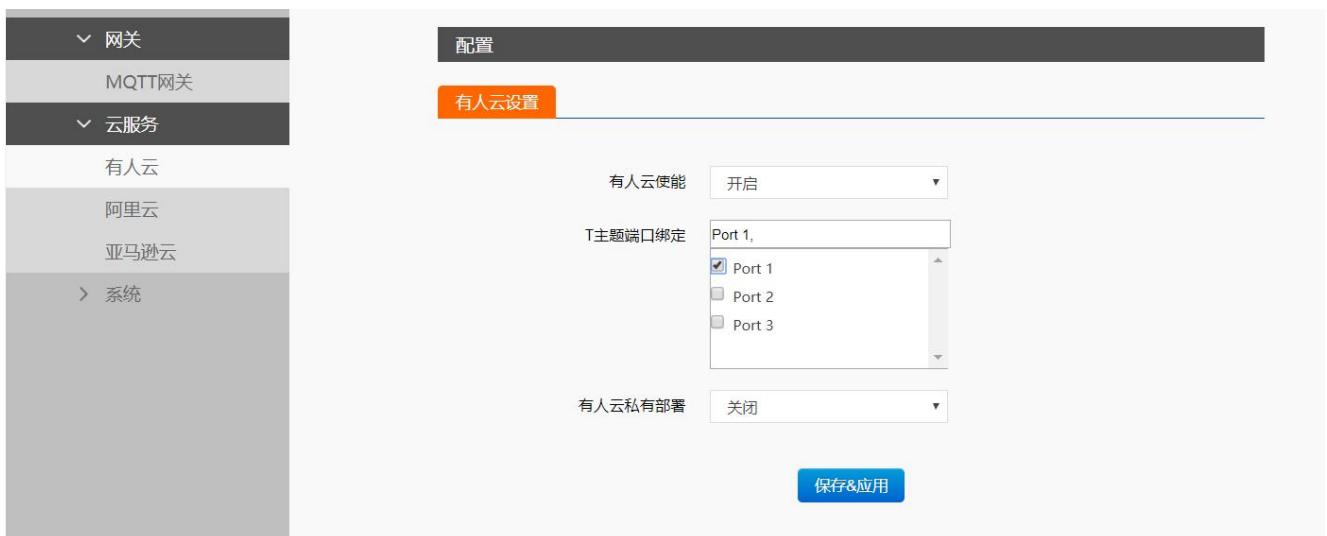 网关
MQTT网关
云服务
有人云
阿里云
亚马逊云
系统
配置
有人云设置
有人云使能 开启
T主题端口绑定 Port 1,
Port 1
Port 2
Port 3
有人云私有部署 关闭
保存&应用